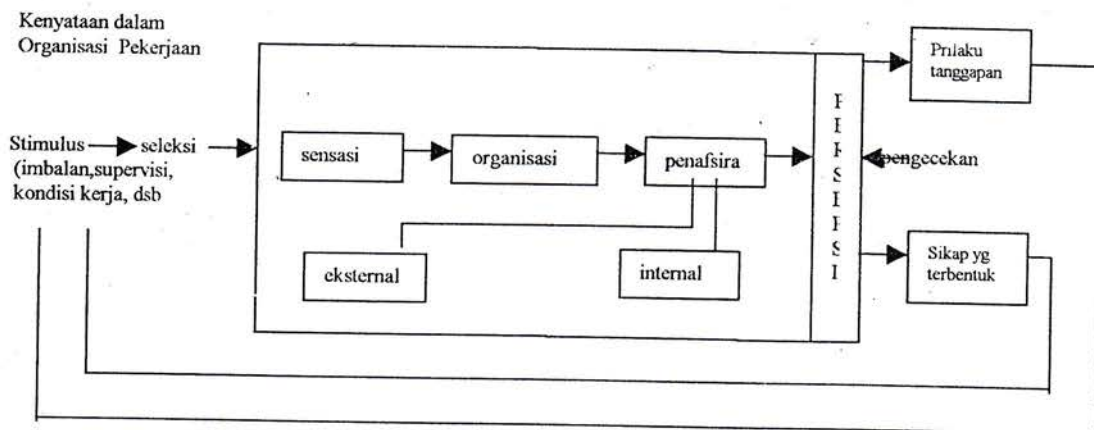 Kenyataan dalam
Organisasi Pekerjaan
Prilaku
tanggapan
Stimulus seleksi
(imbalan,supervisi,
kondisi kerja, dsb
sensasi
organisasi
penafsira
PERSEPSI
pengecekan
eksternal
internal
Sikap yg
terbentuk